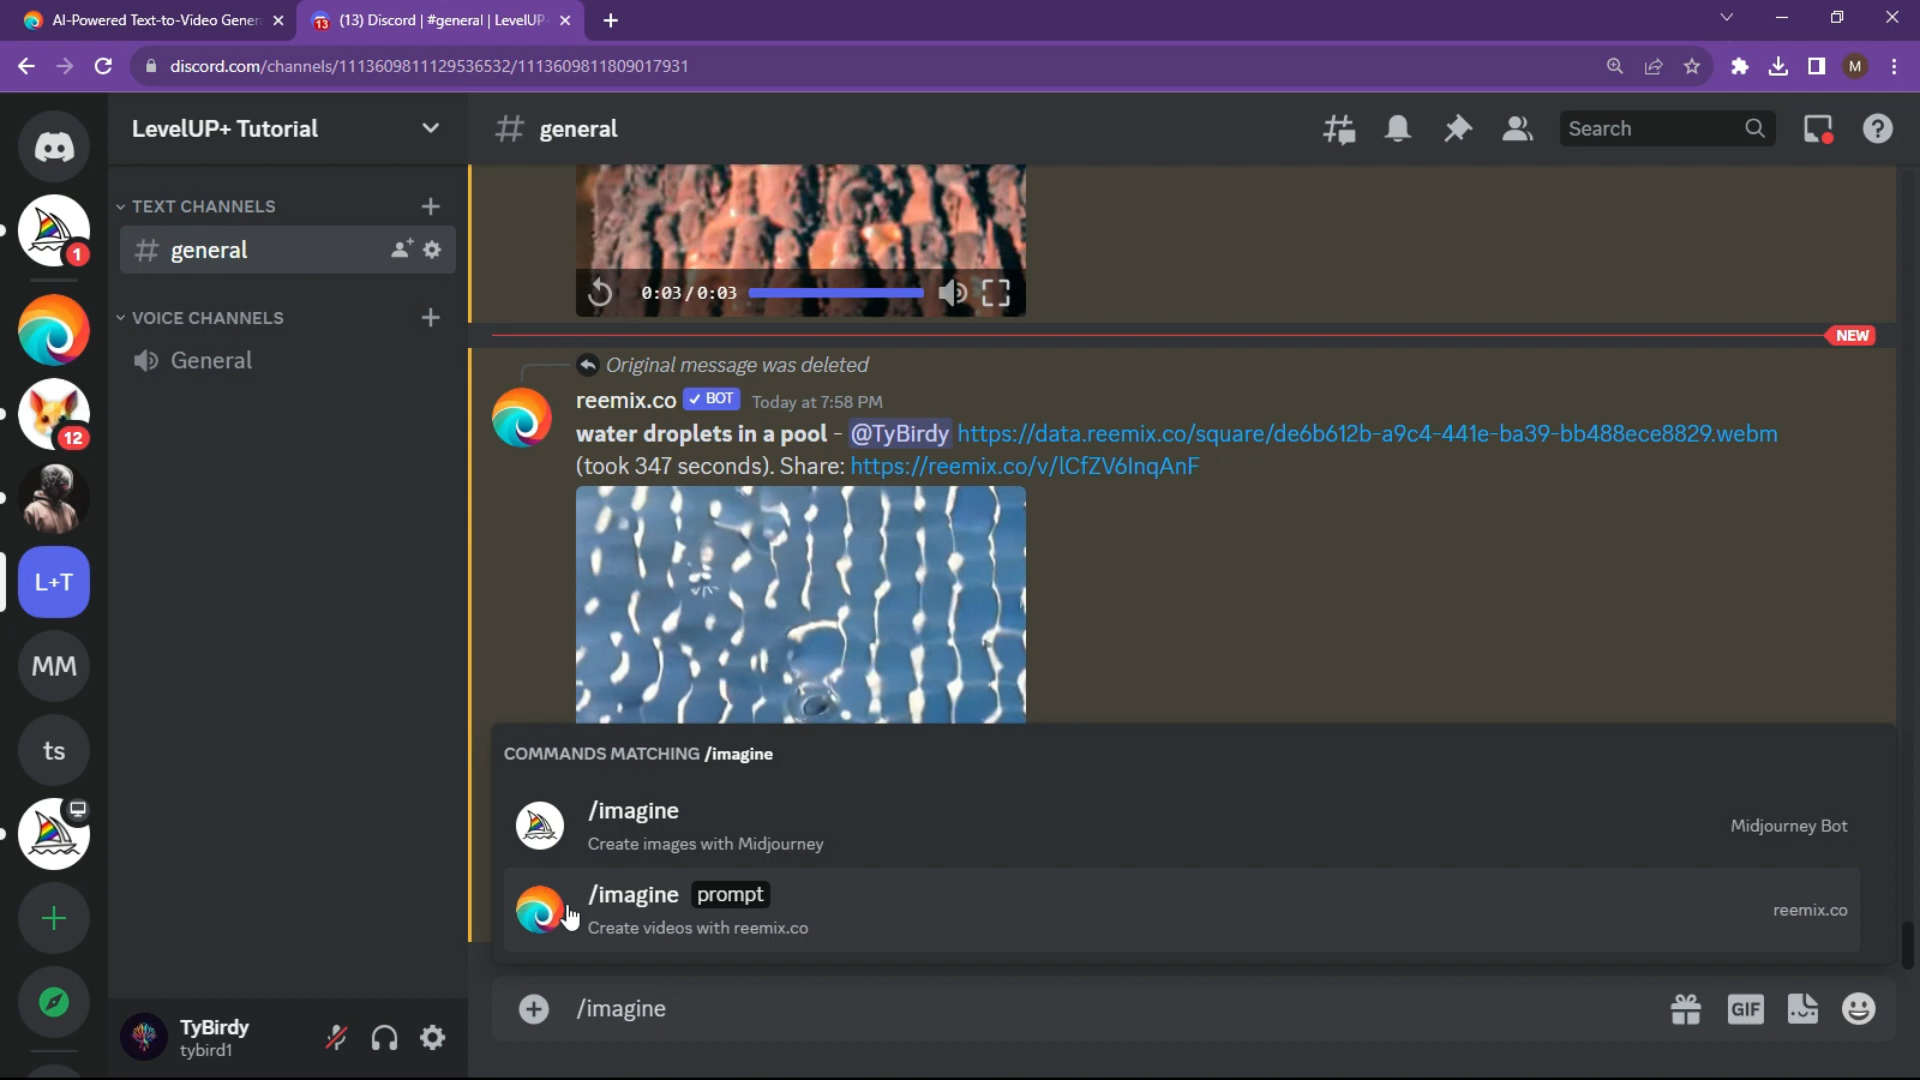 AI-Powered Text-to-Video Gener
(13) Discord | #general | LevelUP+
discord.com/channels/1113609811129536532/1113609811809017931
M
LevelUP+ Tutorial
general
Search
TEXT CHANNELS
general
VOICE CHANNELS
General
1
12
L+T
MM
ts
0:03/0:03
NEW
Original message was deleted
reemix.co BOT Today at 7:58 PM
water droplets in a pool - @TyBirdy https://data.reemix.co/square/de6b612b-a9c4-441e-ba39-bb488ece8829.webm
(took 347 seconds). Share: https://reemix.co/v/lCfZV6InqAnF
COMMANDS MATCHING /imagine
/imagine
Create images with Midjourney
Midjourney Bot
/imagine prompt
Create videos with reemix.co
reemix.co
/imagine
GIF
TyBirdy
tybird1